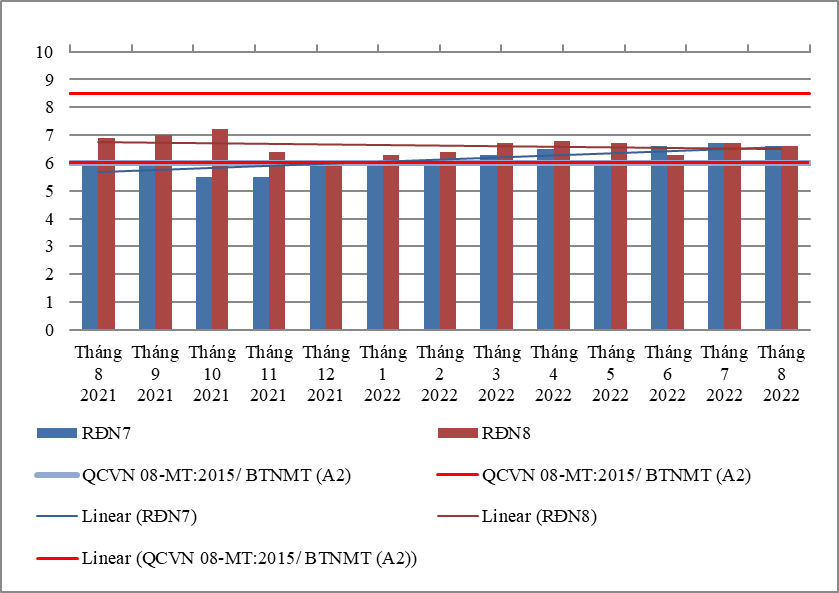 10
9
8
7
6
5
4
3
2
1
0
Tháng 8 2021
Tháng 9 2021
Tháng 10 2021
Tháng 11 2021
Tháng 12 2021
Tháng 1 2022
Tháng 2 2022
Tháng 3 2022
Tháng 4 2022
Tháng 5 2022
Tháng 6 2022
Tháng 7 2022
Tháng 8 2022
RĐN7
RĐN8
QCVN 08-MT:2015/ BTNMT (A2)
QCVN 08-MT:2015/ BTNMT (A2)
Linear (RĐN7)
Linear (RĐN8)
Linear (QCVN 08-MT:2015/ BTNMT (A2))